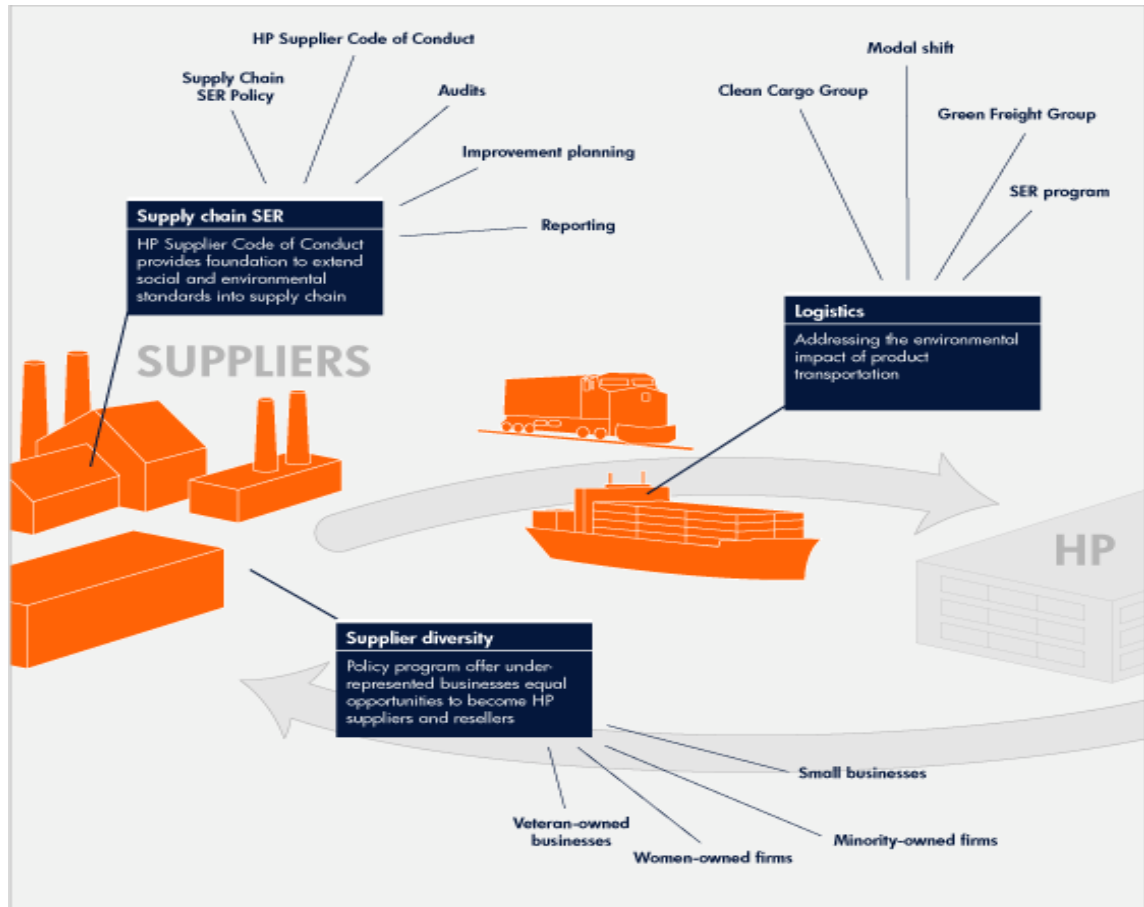 HP Supplier Code of Conduct
Supply Chain
SER Policy
Audits
Improvement planning
Reporting
Supply chain SER
HP Supplier Code of Conduct
provides foundation to extend
social and environmental
standards into supply chain
SUPPLIERS
Modal shift
Clean Cargo Group
Green Freight Group
SER program
Logistics
Addressing the environmental
impact of product
transportation
HP
Supplier diversity
Policy program offer under-
represented businesses equal
opportunities to become HP
suppliers and resellers
Small businesses
Veteran-owned
businesses
Minority-owned firms
Women-owned firms